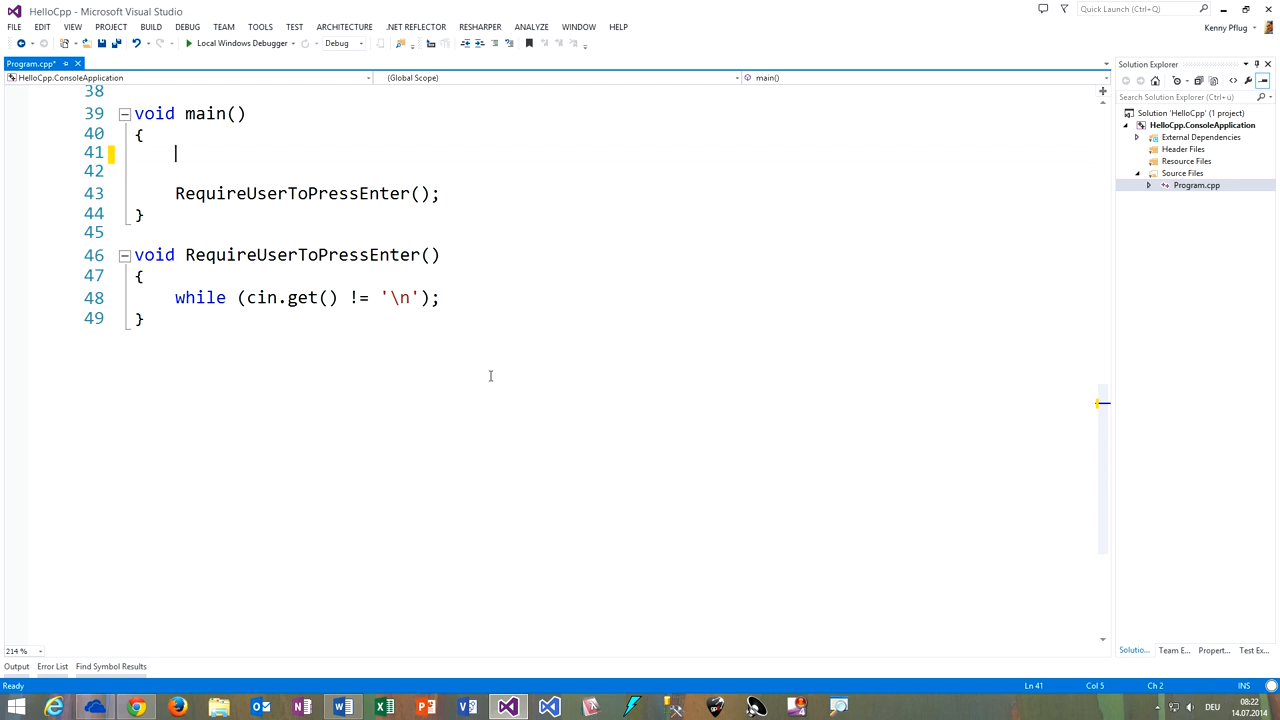 HelloCpp - Microsoft Visual Studio
Quick Launch (Ctrl+Q)
FILE EDIT VIEW PROJECT BUILD DEBUG TEAM TOOLS TEST ARCHITECTURE .NET REFLECTOR RESHARPER ANALYZE WINDOW HELP
Kenny Pflug
Local Windows Debugger Debug
Program.cpp*
Solution Explorer
HelloCpp.ConsoleApplication (Global Scope) main()
Search Solution Explorer (Ctrl+ü)
Solution 'HelloCpp' (1 project)
HelloCpp.ConsoleApplication
External Dependencies
Header Files
Resource Files
Source Files
Program.cpp
38
39 void main()
40 {
41
42
43 RequireUserToPressEnter();
44 }
45
46 void RequireUserToPressEnter()
47 {
48 while (cin.get() != '\n');
49 }
214 %
Solutio... Team E... Propert... Test Ex...
Output Error List Find Symbol Results
Ready Ln 41 Col 5 Ch 2 INS
DEU
08:22
14.07.2014